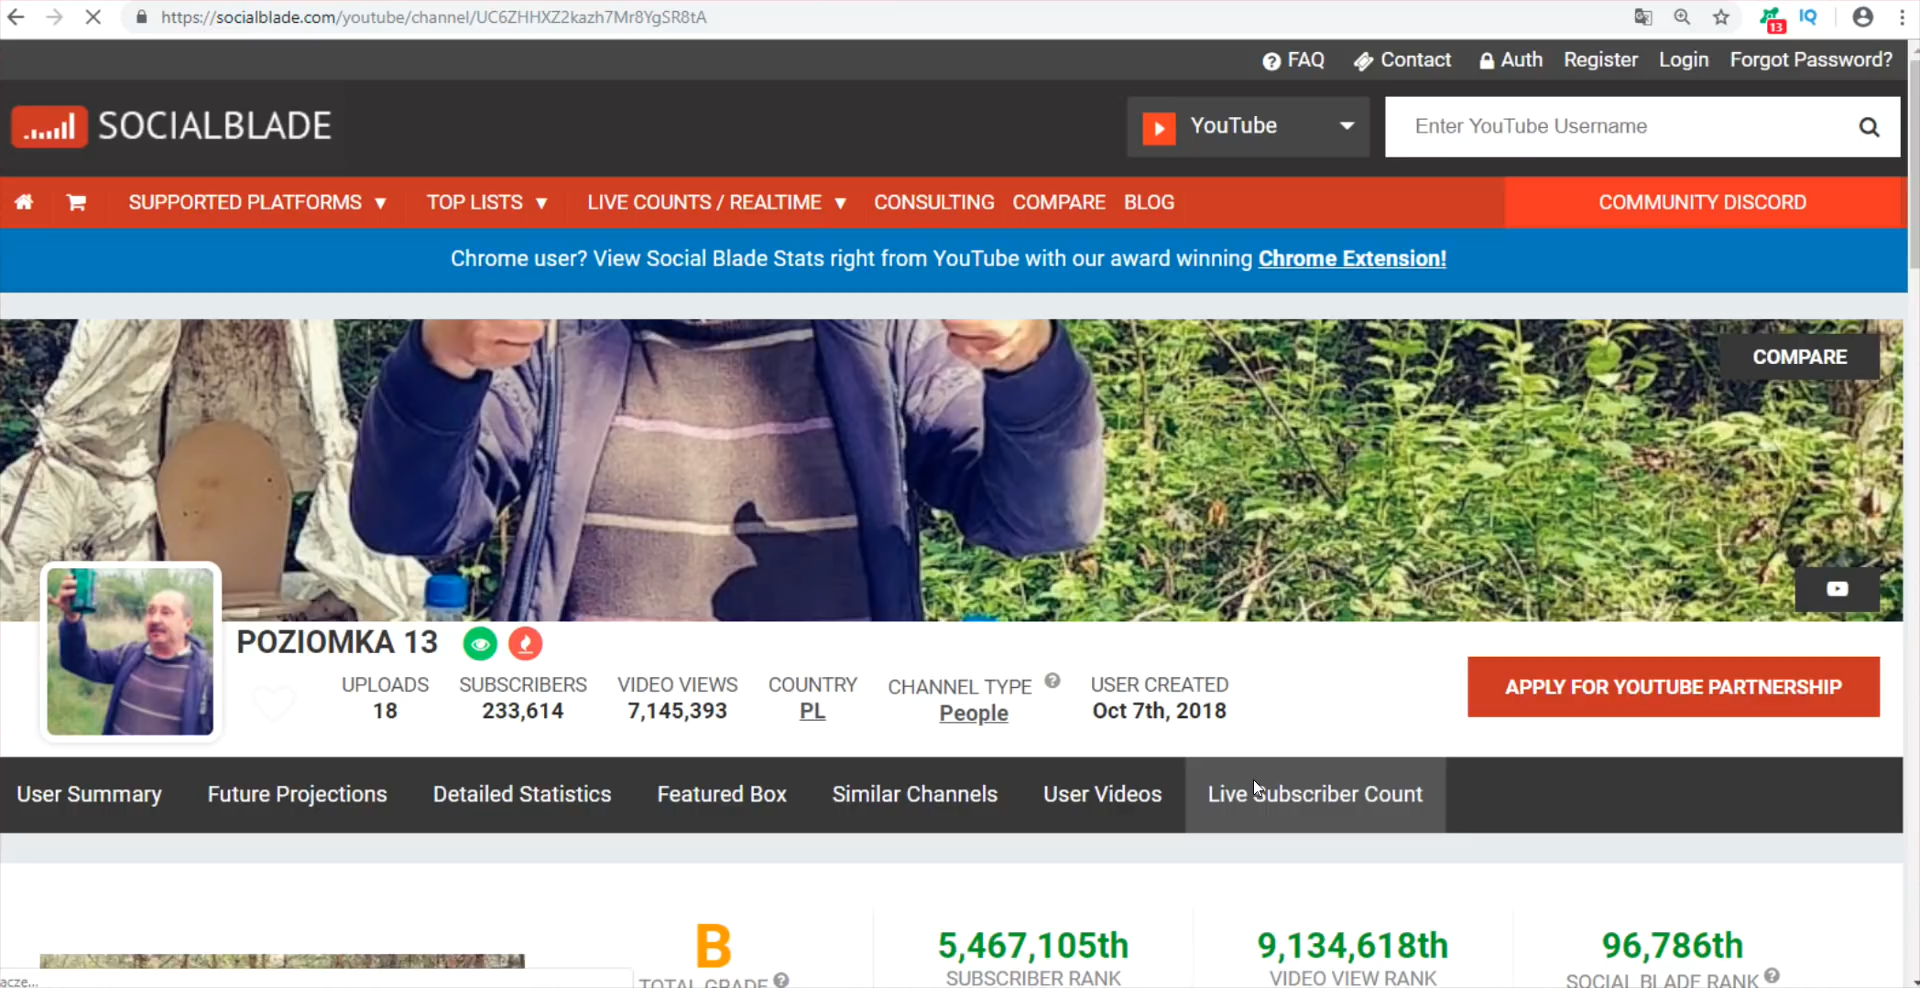 https://socialblade.com/youtube/channel/UC6ZHHXZ2kazh7Mr8YgSR8tA
13
IQ
FAQ Contact Auth Register Login Forgot Password?
SOCIALBLADE
YouTube
Enter YouTube Username
SUPPORTED PLATFORMS ▼ TOP LISTS ▼ LIVE COUNTS / REALTIME ▼ CONSULTING COMPARE BLOG COMMUNITY DISCORD
Chrome user? View Social Blade Stats right from YouTube with our award winning Chrome Extension!
COMPARE
POZIOMKA 13
UPLOADS SUBSCRIBERS VIDEO VIEWS COUNTRY CHANNEL TYPE USER CREATED
18 233,614 7,145,393 PL People Oct 7th, 2018
APPLY FOR YOUTUBE PARTNERSHIP
User Summary Future Projections Detailed Statistics Featured Box Similar Channels User Videos Live Subscriber Count
B 5,467,105th 9,134,618th 96,786th
TOTAL GRADE SUBSCRIBER RANK VIDEO VIEW RANK SOCIAL BLADE RANK
acze...